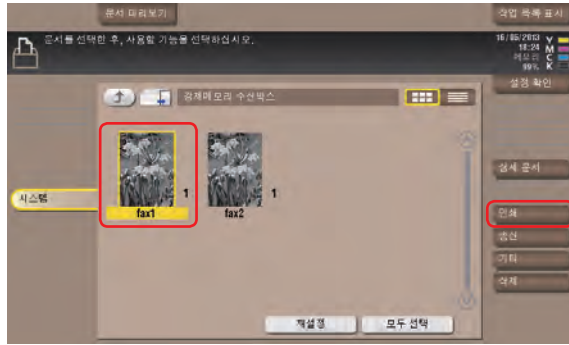 문서 미리보기
작업 목록 표시
문서를 선택한 후, 사용할 기능을 선택하십시오.
16/05/2013
18:24
메모리
99%
Y
M
C
K
설정 확인
강제메모리 수신박스
상세 문서
시스템
1
1
fax1
fax2
인쇄
송신
기타
삭제
재설정
모두 선택